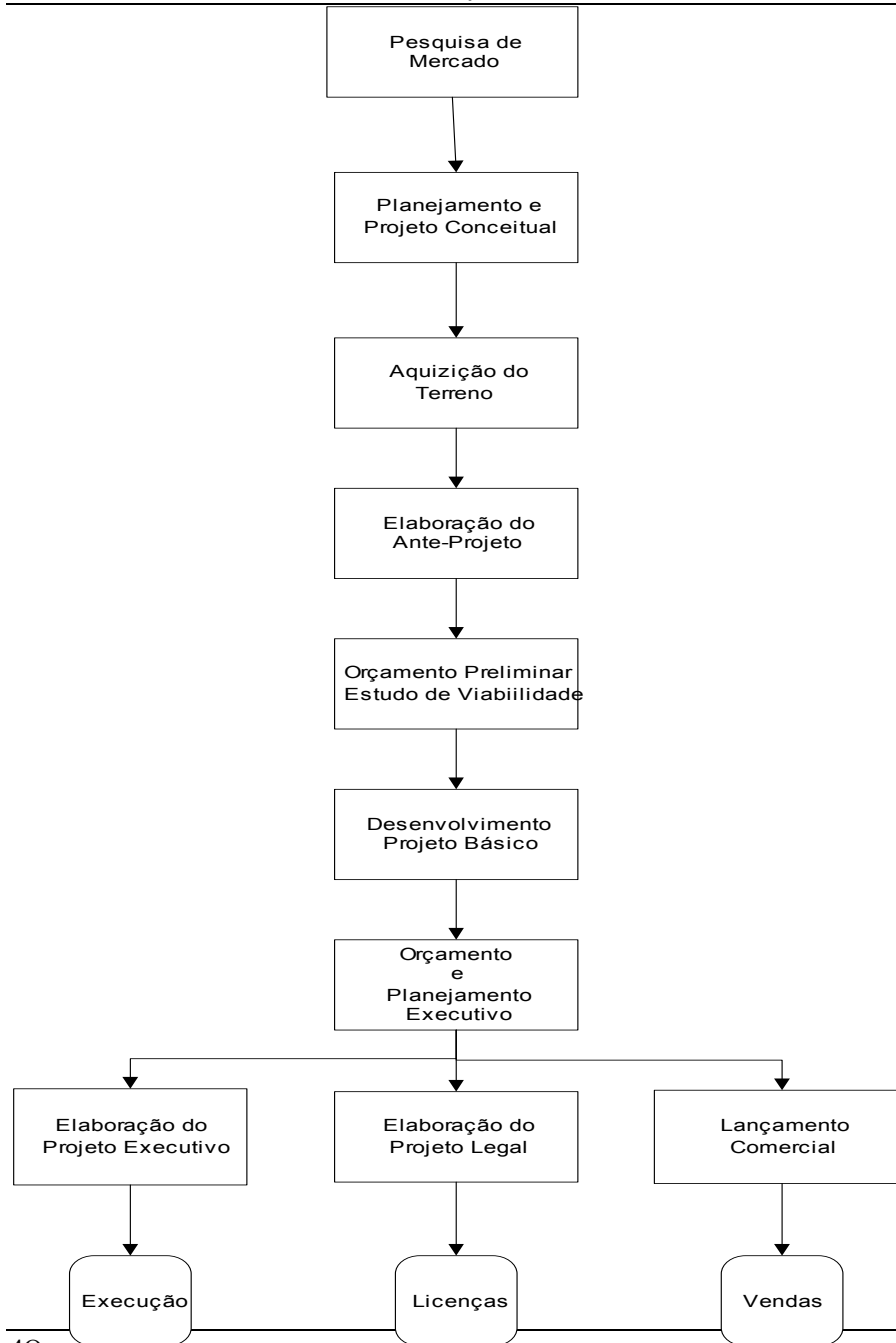 Pesquisa de
Mercado
Planejamento e
Projeto Conceitual
Aquizição do
Terreno
Elaboração do
Ante-Projeto
Orçamento Preliminar
Estudo de Viabiilidade
Desenvolvimento
Projeto Básico
Orçamento
e
Planejamento
Executivo
Elaboração do
Projeto Executivo
Elaboração do
Projeto Legal
Lançamento
Comercial
Execução
Licenças
Vendas